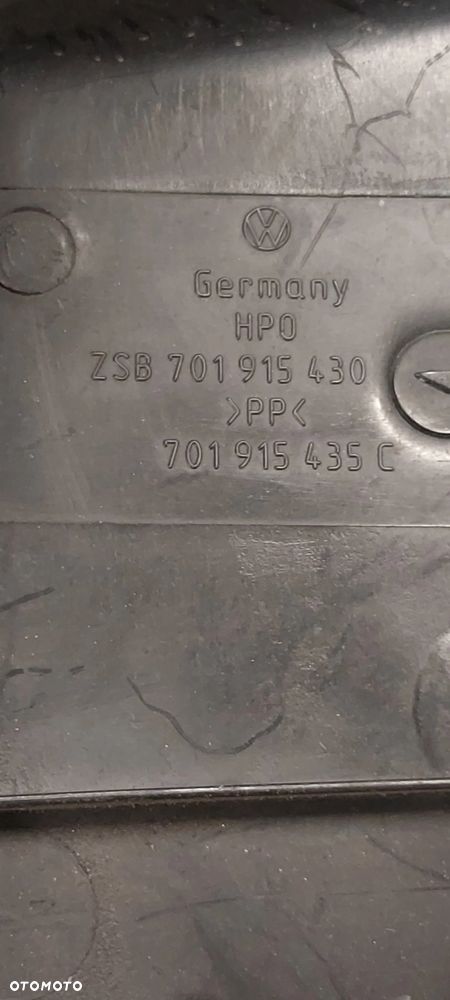 Germany
HPO
ZSB 701 915 430
>PP<
701 915 435 C
OTOMOTO